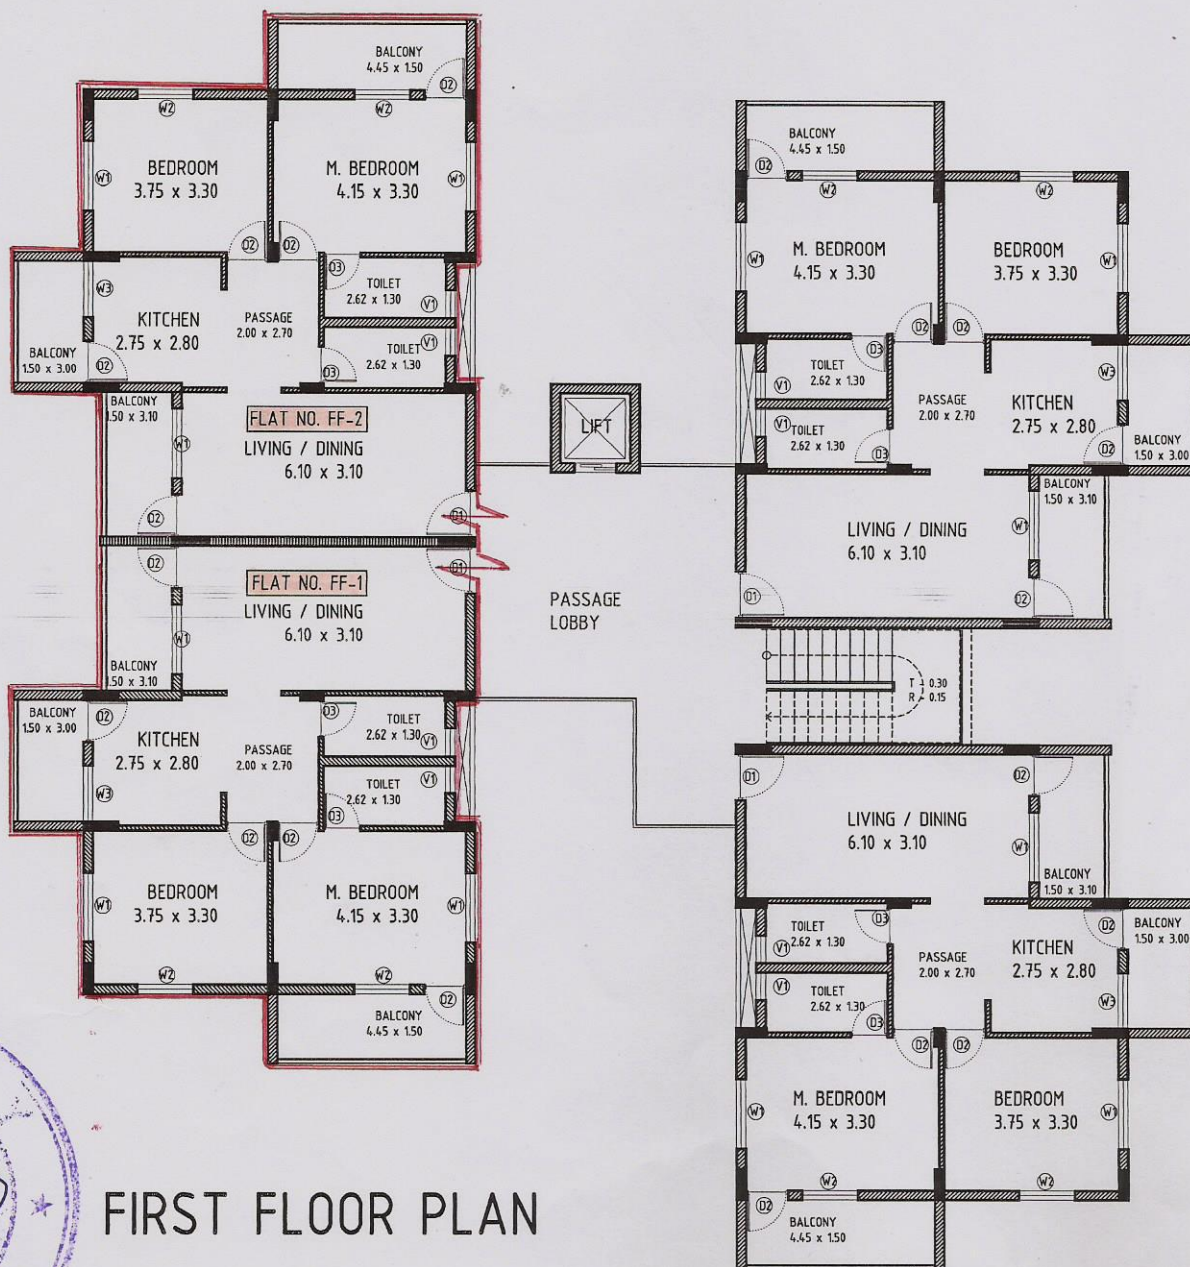 BALCONY
4.45 x 1.50
D2
W2
W2
BEDROOM
3.75 x 3.30
M. BEDROOM
4.15 x 3.30
W1
W1
D2
D2
D3
TOILET
2.62 x 1.30
V1
W3
KITCHEN
2.75 x 2.80
PASSAGE
2.00 x 2.70
BALCONY
1.50 x 3.00
D2
TOILET
2.62 x 1.30
V1
D3
BALCONY
1.50 x 3.10
FLAT NO. FF-2
LIVING / DINING
6.10 x 3.10
W1
D2
D1
D2
D1
FLAT NO. FF-1
LIVING / DINING
6.10 x 3.10
W1
BALCONY
1.50 x 3.10
BALCONY
1.50 x 3.00
D2
KITCHEN
2.75 x 2.80
PASSAGE
2.00 x 2.70
D3
TOILET
2.62 x 1.30
V1
W3
TOILET
2.62 x 1.30
V1
D3
D2
D2
BEDROOM
3.75 x 3.30
M. BEDROOM
4.15 x 3.30
W1
W1
W2
W2
D2
BALCONY
4.45 x 1.50
LIFT
PASSAGE
LOBBY
BALCONY
4.45 x 1.50
D2
W2
W2
M. BEDROOM
4.15 x 3.30
BEDROOM
3.75 x 3.30
W1
W1
D2
D2
D3
TOILET
2.62 x 1.30
V1
PASSAGE
2.00 x 2.70
KITCHEN
2.75 x 2.80
W3
V1
TOILET
2.62 x 1.30
D3
D2
BALCONY
1.50 x 3.00
BALCONY
1.50 x 3.10
LIVING / DINING
6.10 x 3.10
W1
D1
D2
T - 0.30
R - 0.15
D1
D2
LIVING / DINING
6.10 x 3.10
W1
BALCONY
1.50 x 3.10
TOILET
2.62 x 1.30
V1
D3
D2
BALCONY
1.50 x 3.00
PASSAGE
2.00 x 2.70
KITCHEN
2.75 x 2.80
V1
TOILET
2.62 x 1.30
D3
W3
D2
D2
M. BEDROOM
4.15 x 3.30
BEDROOM
3.75 x 3.30
W1
W1
W2
W2
D2
BALCONY
4.45 x 1.50
FIRST FLOOR PLAN